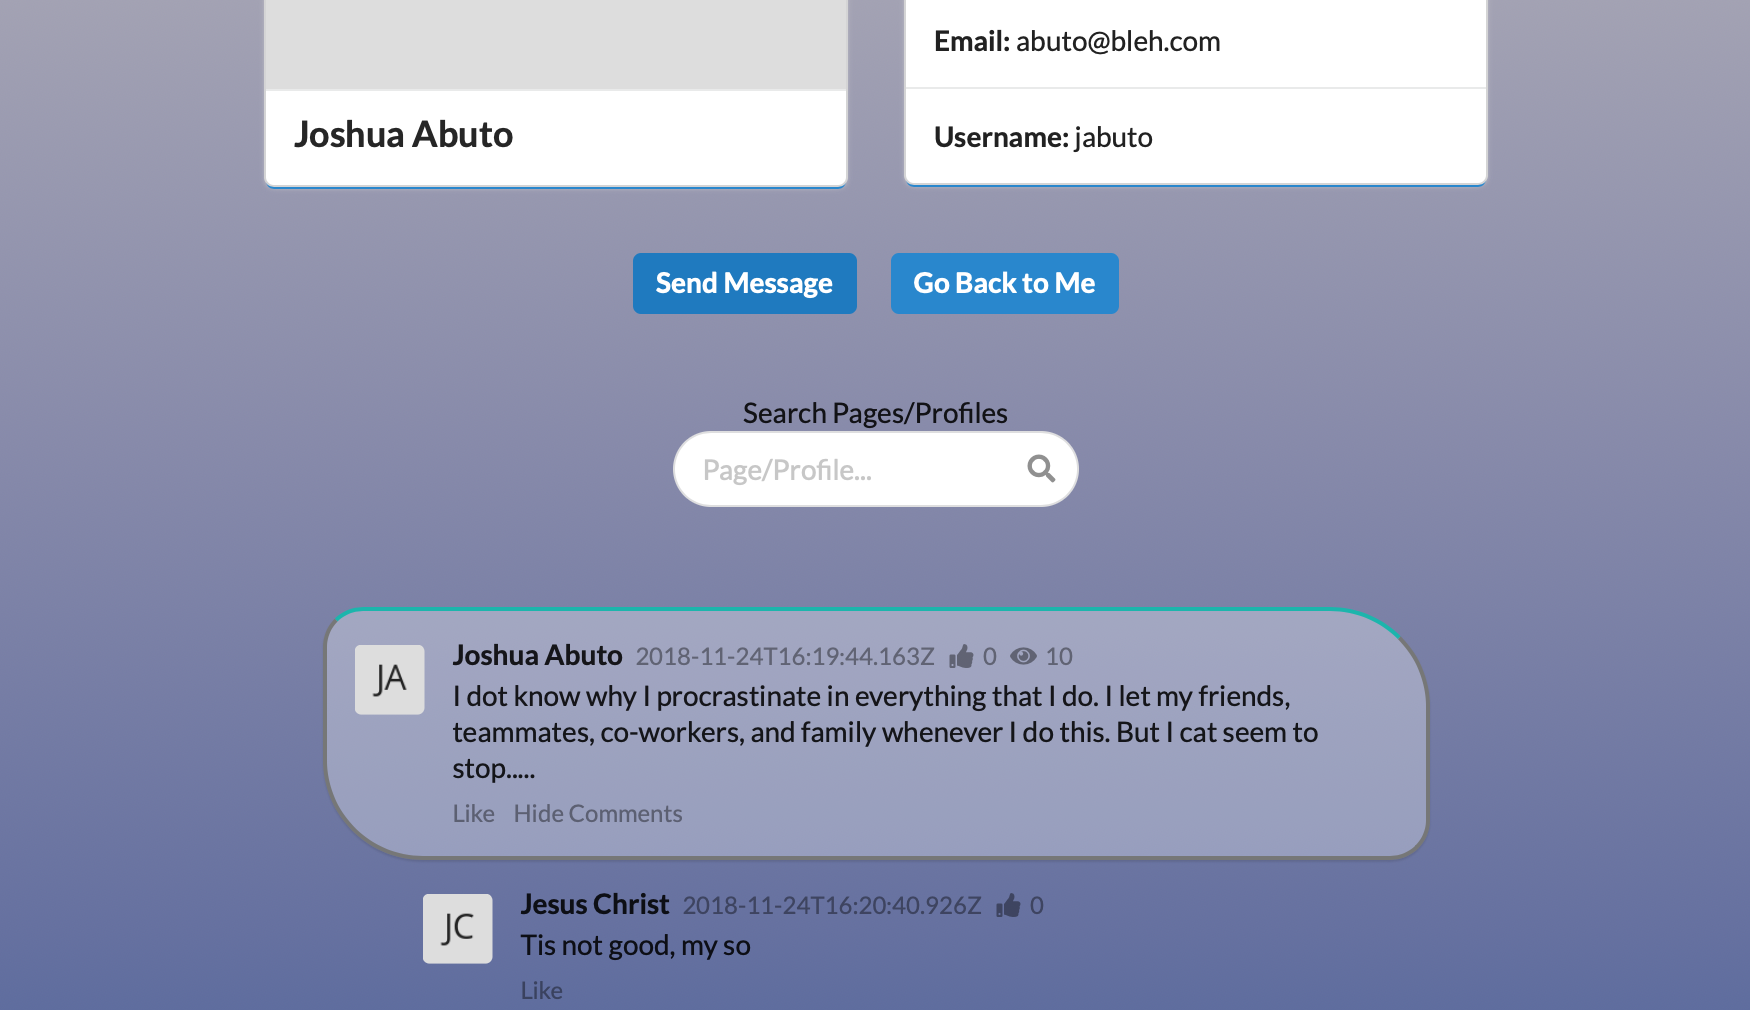 Email: abuto@bleh.com
Joshua Abuto
Username: jabuto
Send Message
Go Back to Me
Search Pages/Profiles
Page/Profile...
JA
Joshua Abuto 2018-11-24T16:19:44.163Z 0 10
I dot know why I procrastinate in everything that I do. I let my friends,
teammates, co-workers, and family whenever I do this. But I cat seem to
stop.....
Like Hide Comments
JC
Jesus Christ 2018-11-24T16:20:40.926Z 0
Tis not good, my so
Like